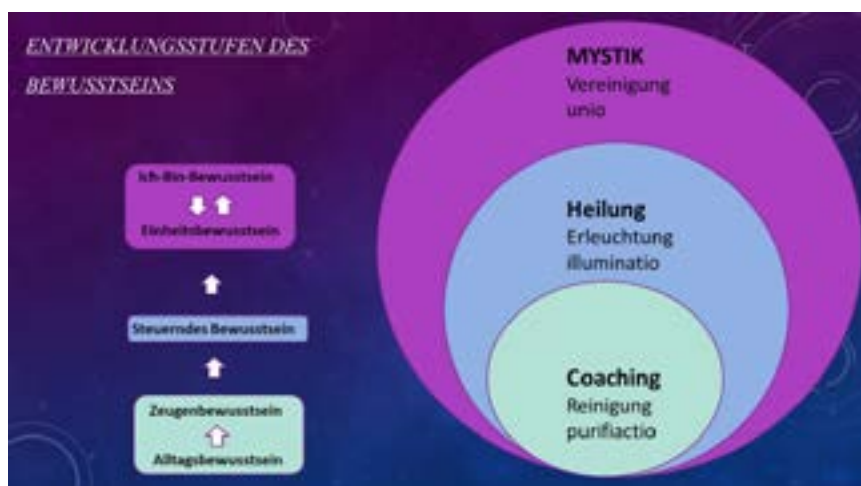 ENTWICKLUNGSSTUFEN DES
BEWUSSTSEINS
Ich-Bin-Bewusstsein
Einheitsbewusstsein
Steuerndes Bewusstsein
Zeugenbewusstsein
Alltagsbewusstsein
MYSTIK
Vereinigung
unio
Heilung
Erleuchtung
illuminatio
Coaching
Reinigung
purifiactio